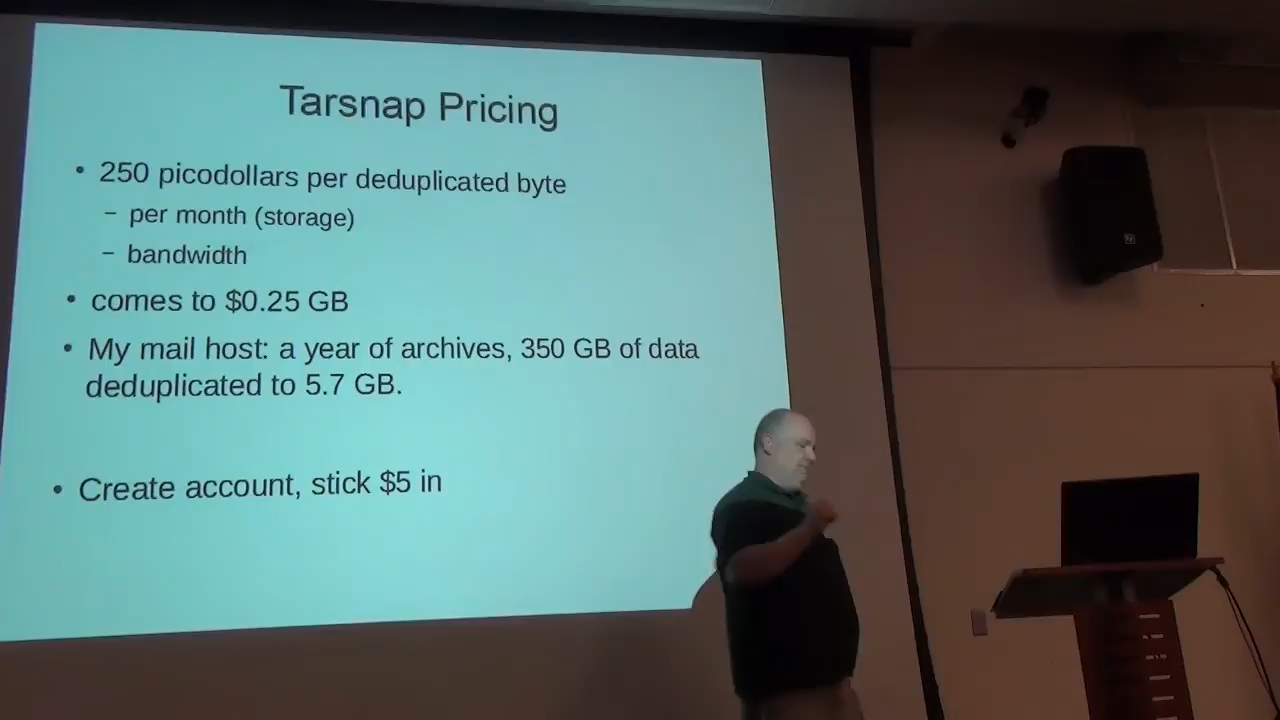 Tarsnap Pricing
• 250 picodollars per deduplicated byte
– per month (storage)
– bandwidth
• comes to $0.25 GB
• My mail host: a year of archives, 350 GB of data
deduplicated to 5.7 GB.
• Create account, stick $5 in